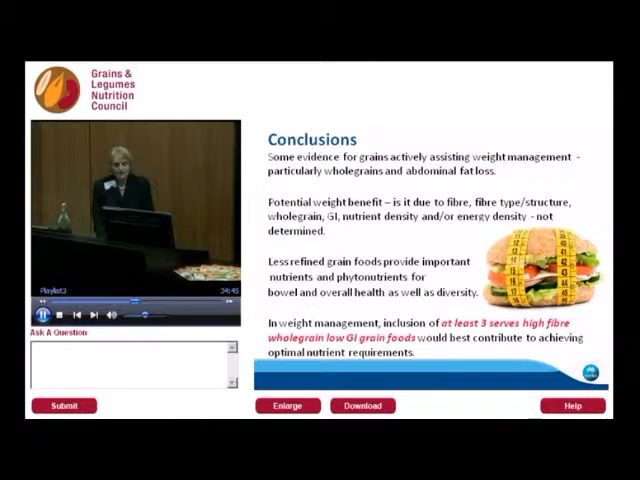 Grains &
Legumes
Nutrition
Council
Conclusions
Some evidence for grains actively assisting weight management -
particularly wholegrains and abdominal fat loss.
Potential weight benefit – is it due to fibre, fibre type/structure,
wholegrain, GI, nutrient density and/or energy density - not
determined.
Less refined grain foods provide important
nutrients and phytonutrients for
bowel and overall health as well as diversity.
In weight management, inclusion of at least 3 serves high fibre
wholegrain low GI grain foods would best contribute to achieving
optimal nutrient requirements.
Playlist3 34:45
Ask A Question
Submit
Enlarge
Download
Help